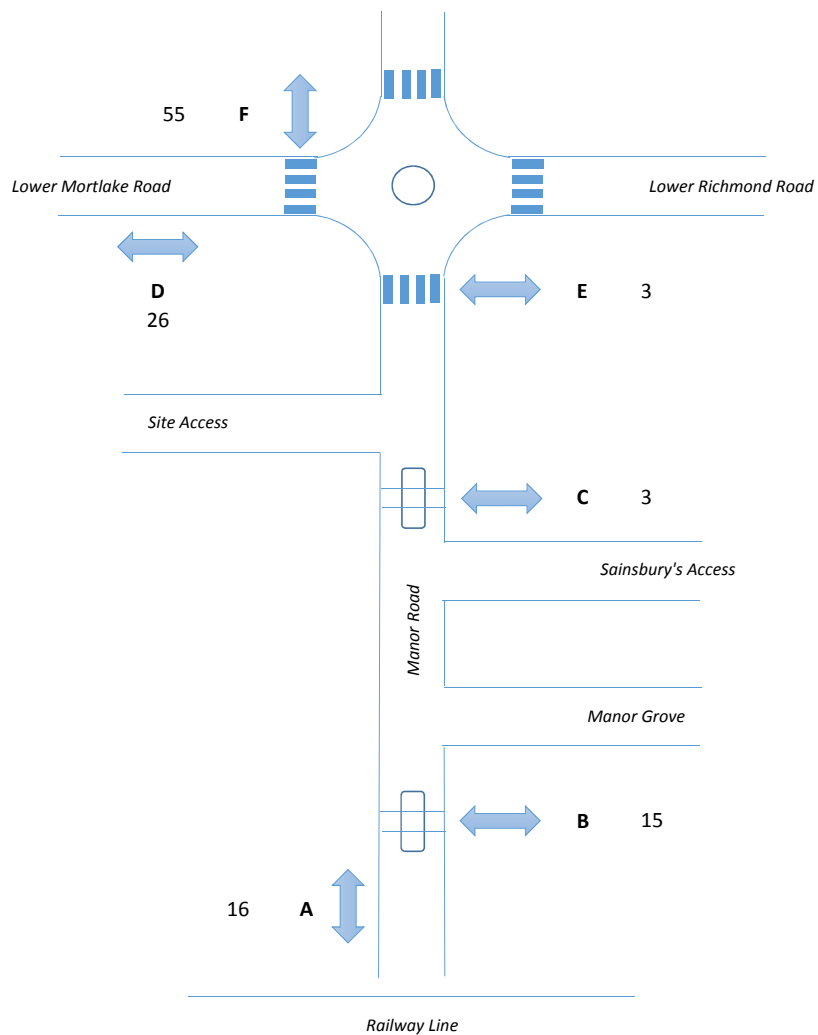 55 F
Lower Mortlake Road
Lower Richmond Road
D
26
E 3
Site Access
C 3
Sainsbury's Access
Manor Road
Manor Grove
B 15
16 A
Railway Line